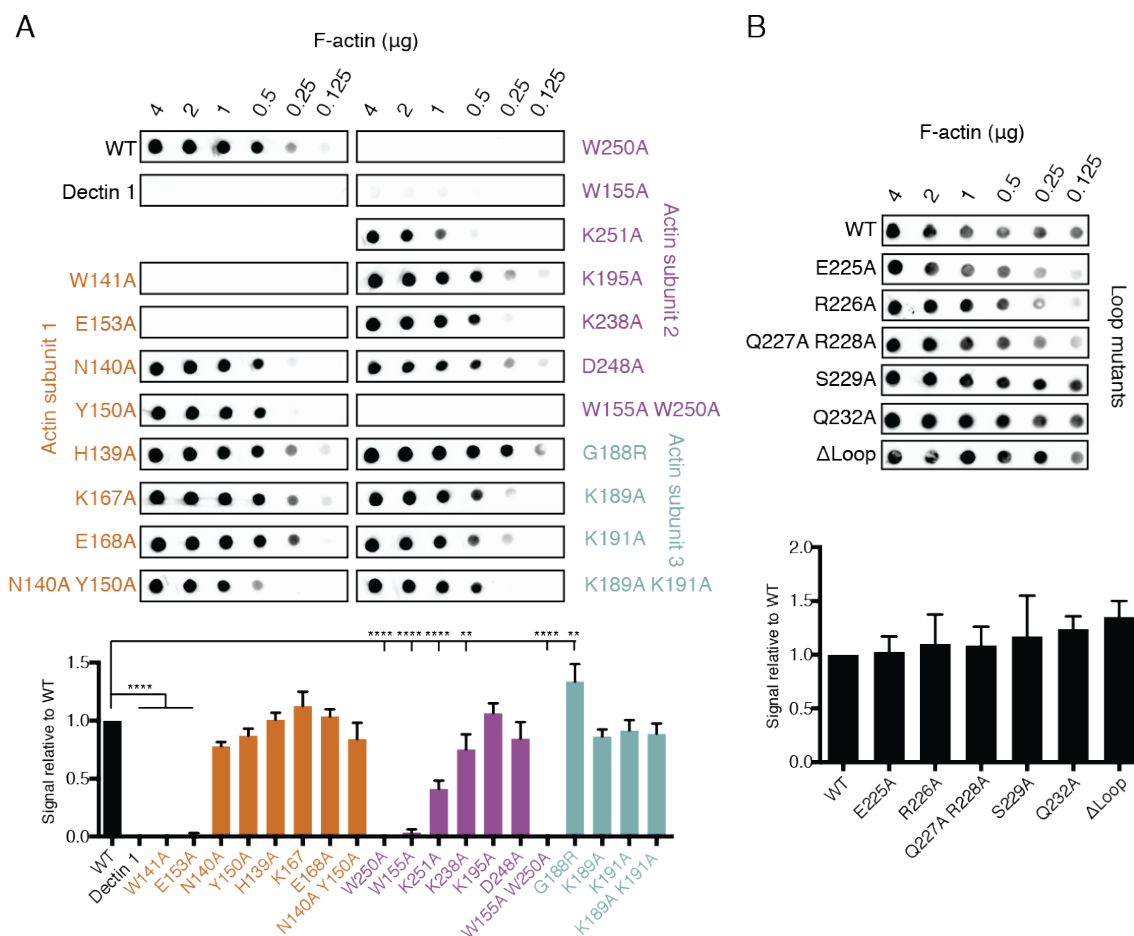 A
F-actin (µg)
4 2 1 0.5 0.25 0.125 4 2 1 0.5 0.25 0.125
WT
W250A
Dectin 1
W155A
K251A
W141A
K195A
E153A
K238A
N140A
D248A
Y150A
W155A W250A
H139A
G188R
K167A
K189A
E168A
K191A
N140A Y150A
K189A K191A
Actin subunit 1
Actin subunit 2
Actin subunit 3
**** **** **** ** **** **
****
Signal relative to WT
1.5
1.0
0.5
0.0
WT
Dectin 1
W141A
E153A
N140A
Y150A
H139A
K167
E168A
N140A Y150A
W250A
W155A
K251A
K238A
K195A
D248A
W155A W250A
G188R
K189A
K191A
K189A K191A
B
F-actin (µg)
4 2 1 0.5 0.25 0.125
WT
E225A
R226A
Q227A R228A
S229A
Q232A
ΔLoop
Loop mutants
Signal relative to WT
2.0
1.5
1.0
0.5
0.0
WT
E225A
R226A
Q227A R228A
S229A
Q232A
ΔLoop